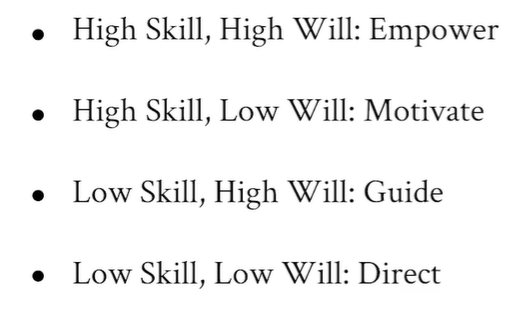 • High Skill, High Will: Empower
• High Skill, Low Will: Motivate
• Low Skill, High Will: Guide
• Low Skill, Low Will: Direct